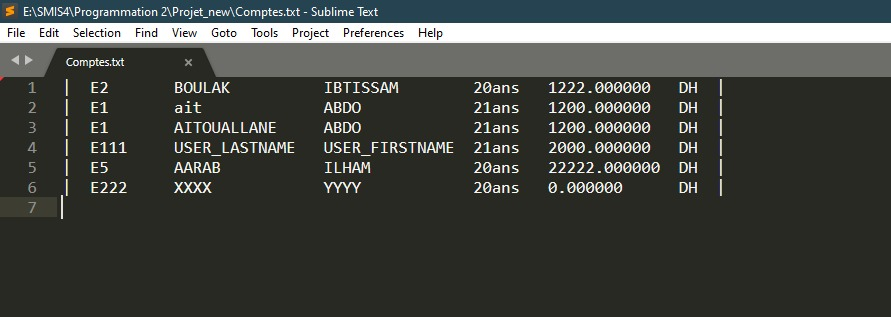 E:\SMIS4\Programmation 2\Projet_new\Comptes.txt - Sublime Text
File Edit Selection Find View Goto Tools Project Preferences Help
Comptes.txt ×
1 | E2 BOULAK IBTISSAM 20ans 1222.000000 DH |
2 | E1 ait ABDO 21ans 1200.000000 DH |
3 | E1 AITOUALLANE ABDO 21ans 1200.000000 DH |
4 | E111 USER_LASTNAME USER_FIRSTNAME 21ans 2000.000000 DH |
5 | E5 AARAB ILHAM 20ans 22222.000000 DH |
6 | E222 XXXX YYYY 20ans 0.000000 DH |
7